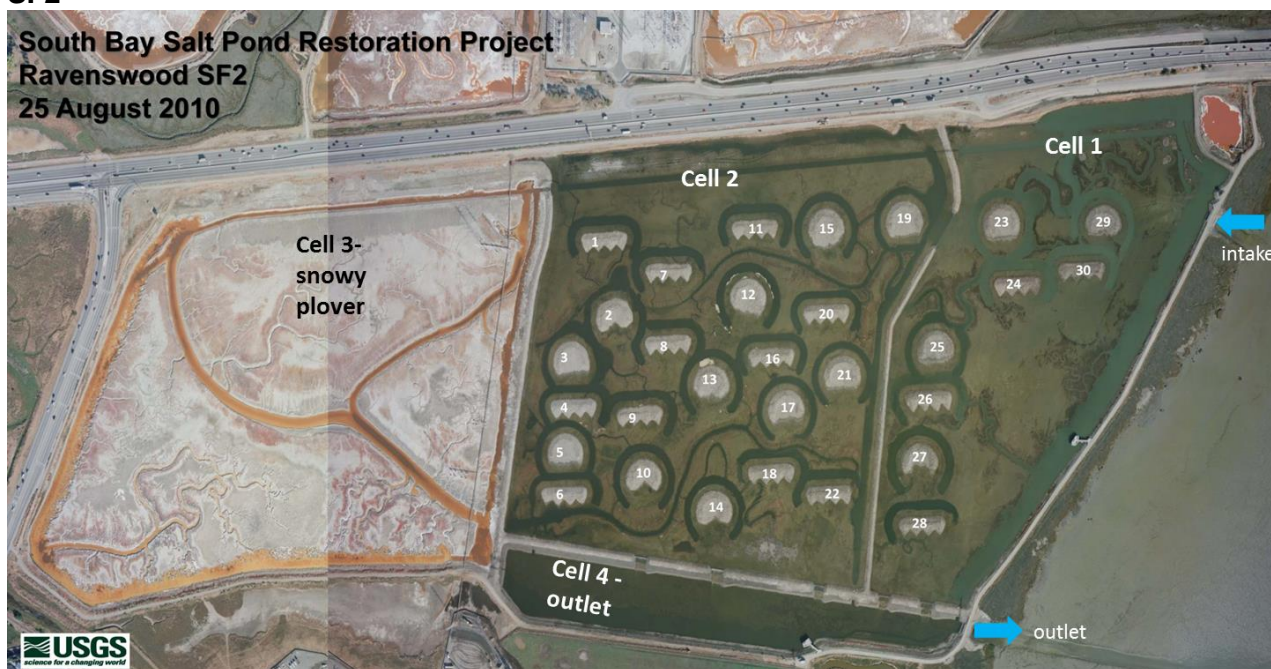 SF2
South Bay Salt Pond Restoration Project
Ravenswood SF2
25 August 2010
Cell 1
Cell 2
Cell 3-
snowy
plover
intake
1
2
3
4
5
6
7
8
9
10
11
12
13
14
15
16
17
18
19
20
21
22
23
24
25
26
27
28
29
30
Cell 4 -
outlet
outlet
USGS
science for a changing world